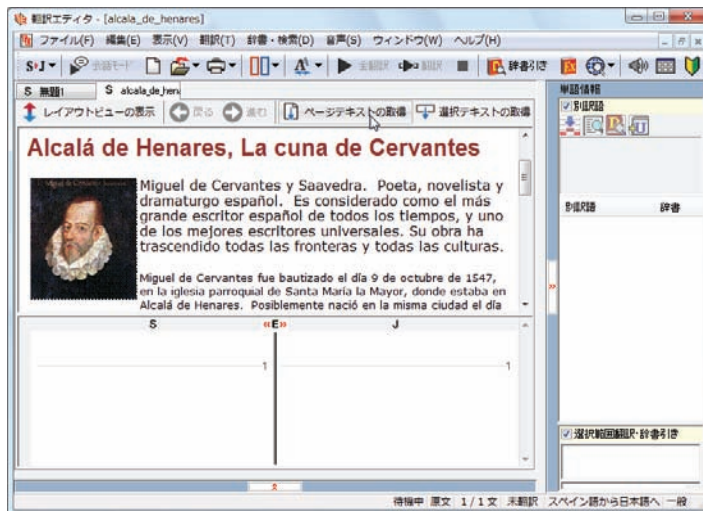 翻訳エディタ - [alcala_de_henares]
ファイル(F) 編集(E) 表示(V) 翻訳(T) 辞書・検索(D) 音声(S) ウィンドウ(W) ヘルプ(H)
S›J 会話モード 全翻訳 翻訳 辞書引き
S 無題1 S alcala_de_hen
レイアウトビューの表示 戻る 進む ページテキストの取得 選択テキストの取得
単語情報
別訳語
別訳語 辞書
Alcalá de Henares, La cuna de Cervantes
Miguel de Cervantes y Saavedra. Poeta, novelista y
dramaturgo español. Es considerado como el más
grande escritor español de todos los tiempos, y uno
de los mejores escritores universales. Su obra ha
trascendido todas las fronteras y todas las culturas.
Miguel de Cervantes fue bautizado el día 9 de octubre de 1547,
en la iglesia parroquial de Santa María la Mayor, donde estaba en
Alcalá de Henares. Posiblemente nació en la misma ciudad el día
S «E» J
1 1
選択範囲翻訳・辞書引き
待機中 原文 1/1文 未翻訳 スペイン語から日本語へ 一般